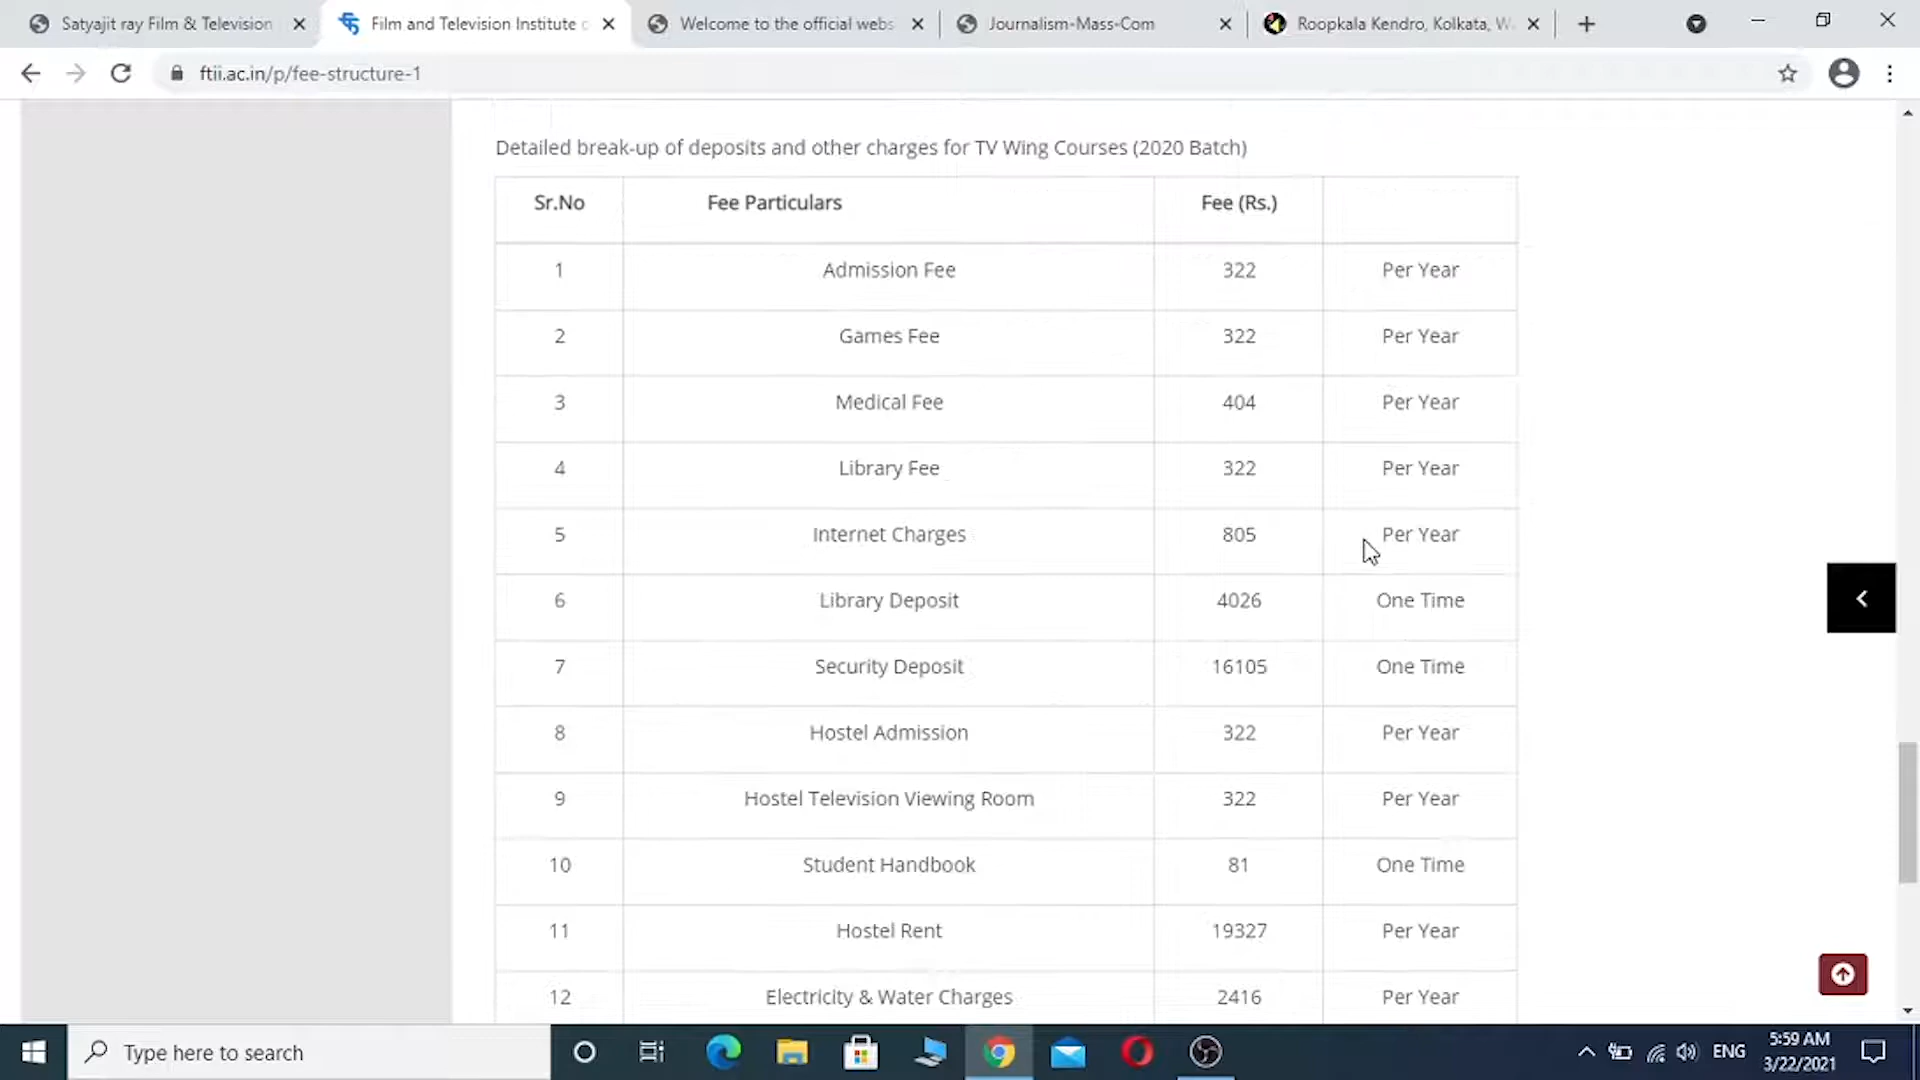 Satyajit ray Film & Television
Film and Television Institute o
Welcome to the official webs
Journalism-Mass-Com
Roopkala Kendro, Kolkata, W
ftii.ac.in/p/fee-structure-1
Detailed break-up of deposits and other charges for TV Wing Courses (2020 Batch)
Sr.No Fee Particulars Fee (Rs.)
1 Admission Fee 322 Per Year
2 Games Fee 322 Per Year
3 Medical Fee 404 Per Year
4 Library Fee 322 Per Year
5 Internet Charges 805 Per Year
6 Library Deposit 4026 One Time
7 Security Deposit 16105 One Time
8 Hostel Admission 322 Per Year
9 Hostel Television Viewing Room 322 Per Year
10 Student Handbook 81 One Time
11 Hostel Rent 19327 Per Year
12 Electricity & Water Charges 2416 Per Year
Type here to search
ENG
5:59 AM
3/22/2021